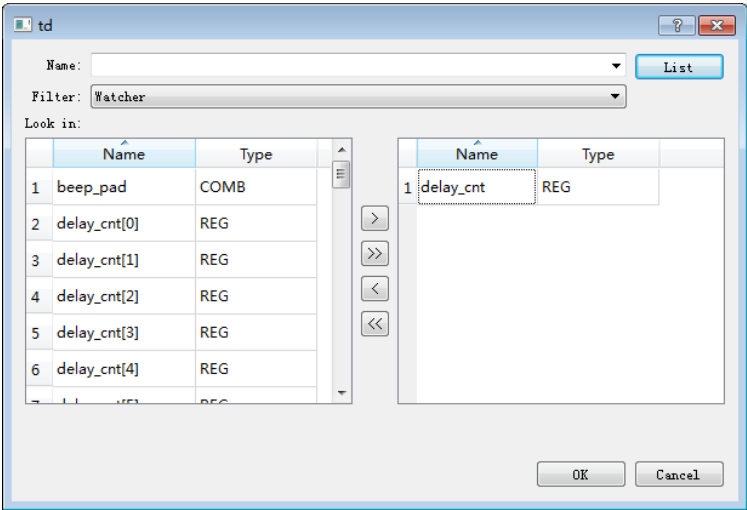 td
Name:
List
Filter: Watcher
Look in:
Name Type
1 beep_pad COMB
2 delay_cnt[0] REG
3 delay_cnt[1] REG
4 delay_cnt[2] REG
5 delay_cnt[3] REG
6 delay_cnt[4] REG
>
>>
<
<<
Name Type
1 delay_cnt REG
OK Cancel